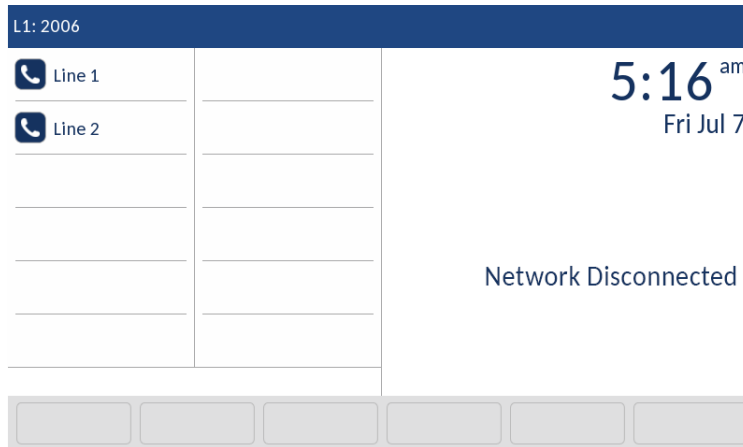 L1: 2006
Line 1
Line 2
5:16 am
Fri Jul 7
Network Disconnected